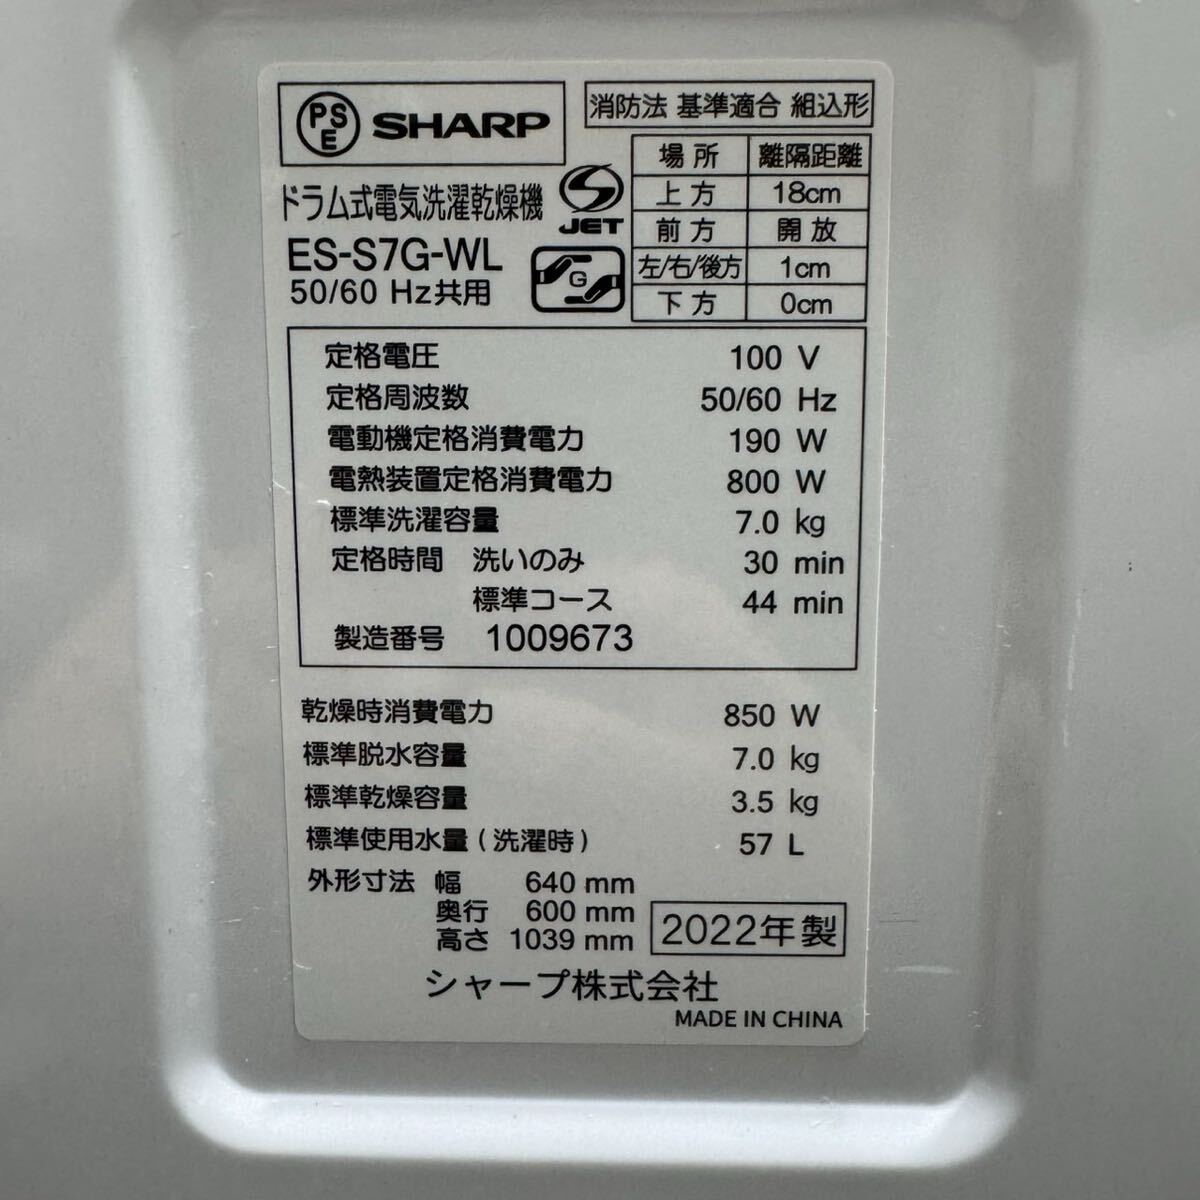 PSE SHARP
消防法 基準適合 組込形
場所 離隔距離
上方 18cm
前方 開放
左/右/後方 1cm
下方 0cm
ドラム式電気洗濯乾燥機
JET
ES-S7G-WL
50/60 Hz共用
G
定格電圧 100 V
定格周波数 50/60 Hz
電動機定格消費電力 190 W
電熱装置定格消費電力 800 W
標準洗濯容量 7.0 kg
定格時間 洗いのみ 30 min
標準コース 44 min
製造番号 1009673
乾燥時消費電力 850 W
標準脱水容量 7.0 kg
標準乾燥容量 3.5 kg
標準使用水量(洗濯時) 57 L
外形寸法 幅 640 mm
奥行 600 mm
高さ 1039 mm
2022年製
シャープ株式会社
MADE IN CHINA